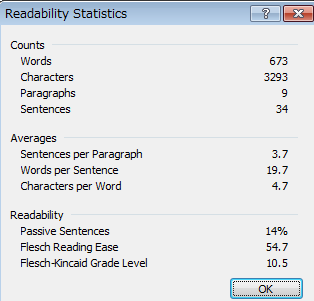 Readability Statistics
Counts
Words 673
Characters 3293
Paragraphs 9
Sentences 34
Averages
Sentences per Paragraph 3.7
Words per Sentence 19.7
Characters per Word 4.7
Readability
Passive Sentences 14%
Flesch Reading Ease 54.7
Flesch-Kincaid Grade Level 10.5
OK